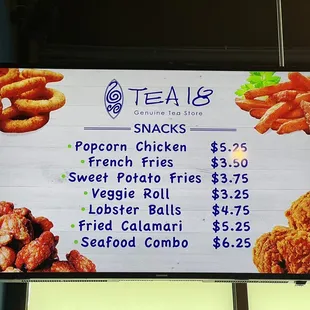 TEA 18
Genuine Tea Store
SNACKS
Popcorn Chicken $5.25
French Fries $3.50
Sweet Potato Fries $3.75
Veggie Roll $3.25
Lobster Balls $4.75
Fried Calamari $5.25
Seafood Combo $6.25